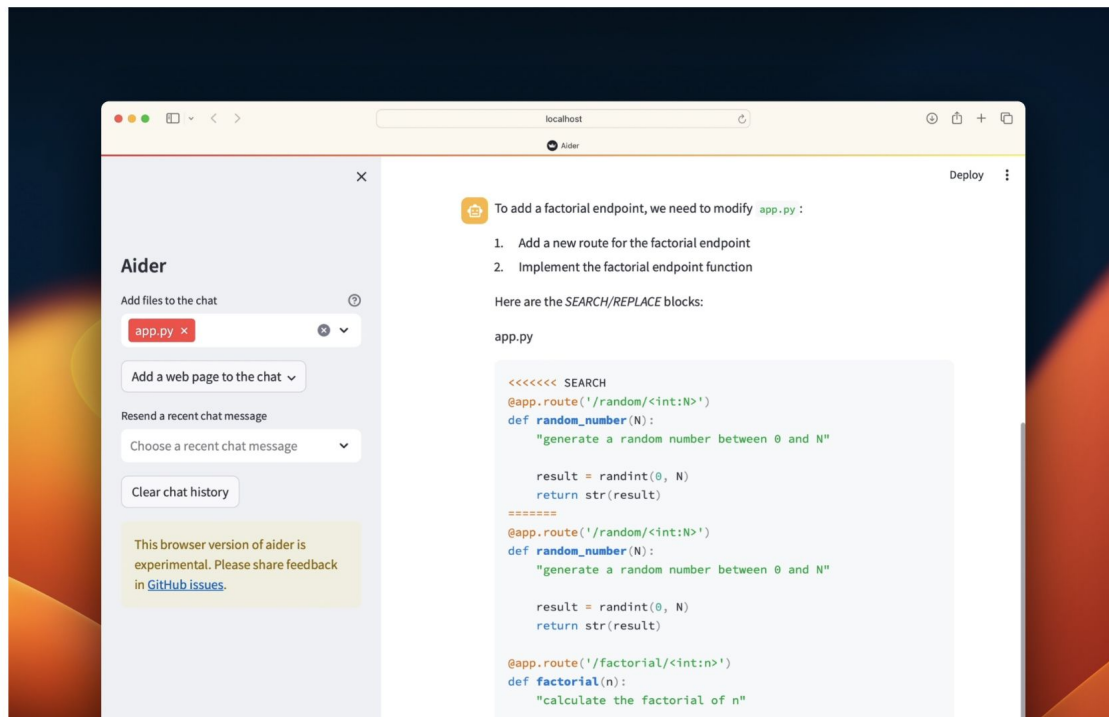 localhost
Aider
Deploy
Aider
Add files to the chat
app.py ×
Add a web page to the chat
Resend a recent chat message
Choose a recent chat message
Clear chat history
This browser version of aider is
experimental. Please share feedback
in GitHub issues.
To add a factorial endpoint, we need to modify app.py :
1. Add a new route for the factorial endpoint
2. Implement the factorial endpoint function
Here are the SEARCH/REPLACE blocks:
app.py
<<<<<<< SEARCH
@app.route('/random/<int:N>')
def random_number(N):
    "generate a random number between 0 and N"
    result = randint(0, N)
    return str(result)
=======
@app.route('/random/<int:N>')
def random_number(N):
    "generate a random number between 0 and N"
    result = randint(0, N)
    return str(result)
@app.route('/factorial/<int:n>')
def factorial(n):
    "calculate the factorial of n"